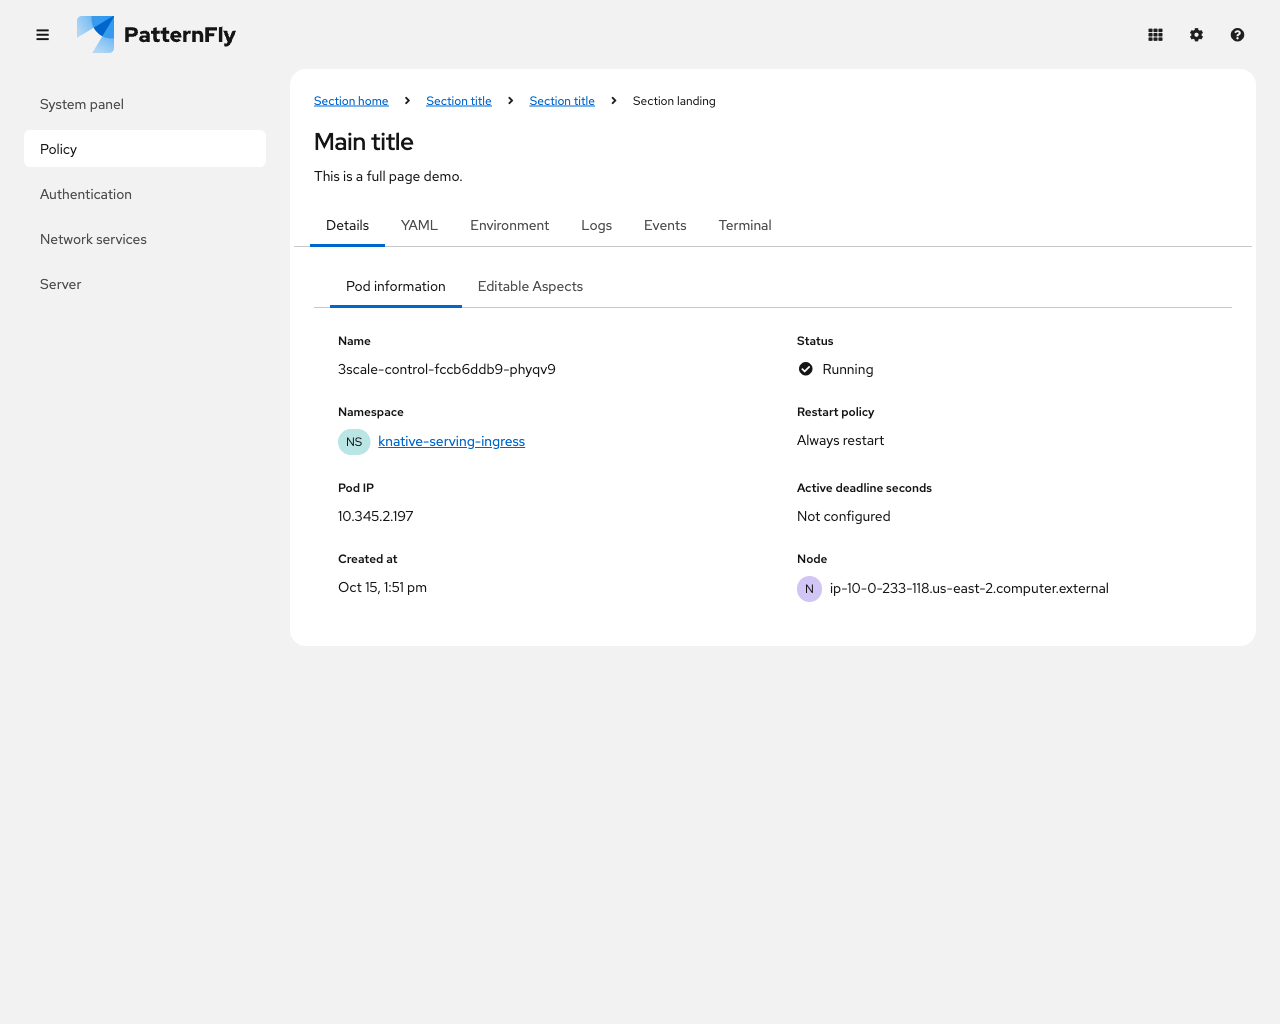 PatternFly
System panel
Policy
Authentication
Network services
Server
Section home > Section title > Section title > Section landing
Main title
This is a full page demo.
Details YAML Environment Logs Events Terminal
Pod information Editable Aspects
Name
3scale-control-fccb6ddb9-phyqv9
Status
Running
Namespace
NS knative-serving-ingress
Restart policy
Always restart
Pod IP
10.345.2.197
Active deadline seconds
Not configured
Created at
Oct 15, 1:51 pm
Node
N ip-10-0-233-118.us-east-2.computer.external